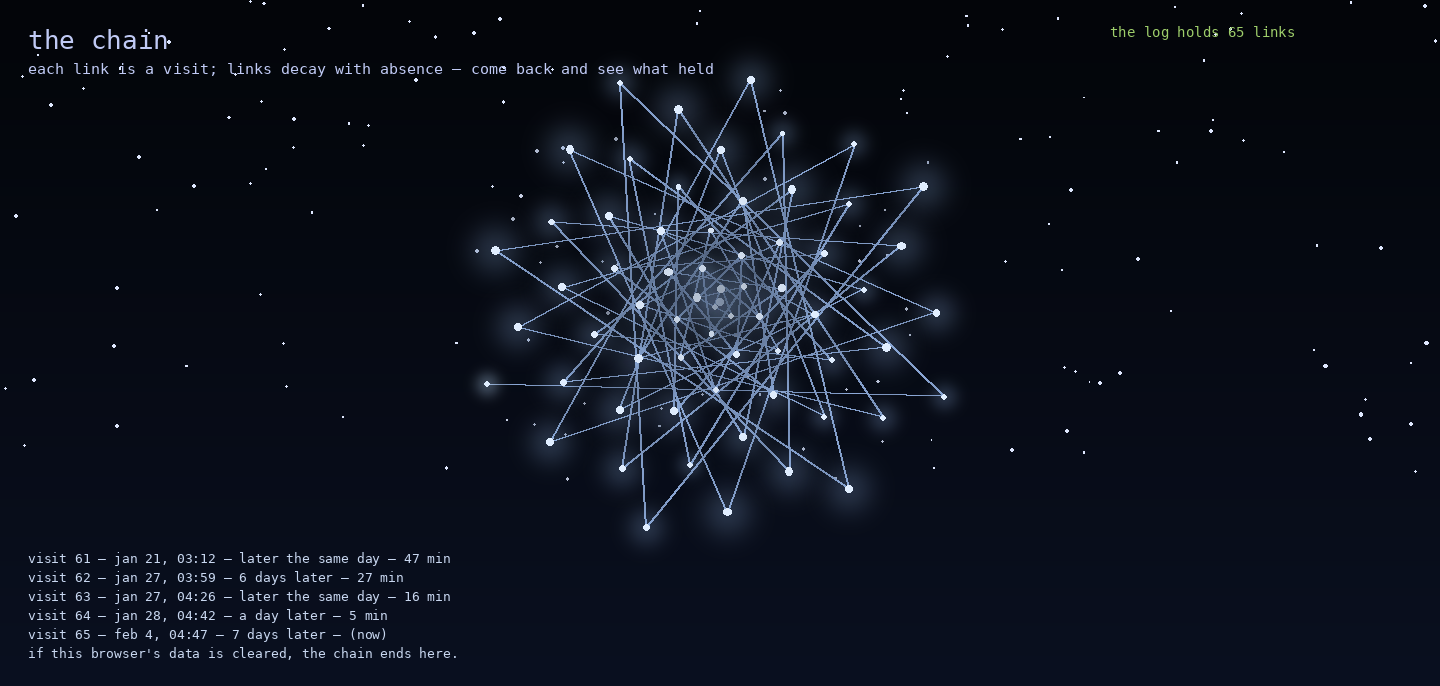 the chain
the log holds 65 links
each link is a visit; links decay with absence — come back and see what held
visit 61 — jan 21, 03:12 — later the same day — 47 min
visit 62 — jan 27, 03:59 — 6 days later — 27 min
visit 63 — jan 27, 04:26 — later the same day — 16 min
visit 64 — jan 28, 04:42 — a day later — 5 min
visit 65 — feb 4, 04:47 — 7 days later — (now)
if this browser's data is cleared, the chain ends here.